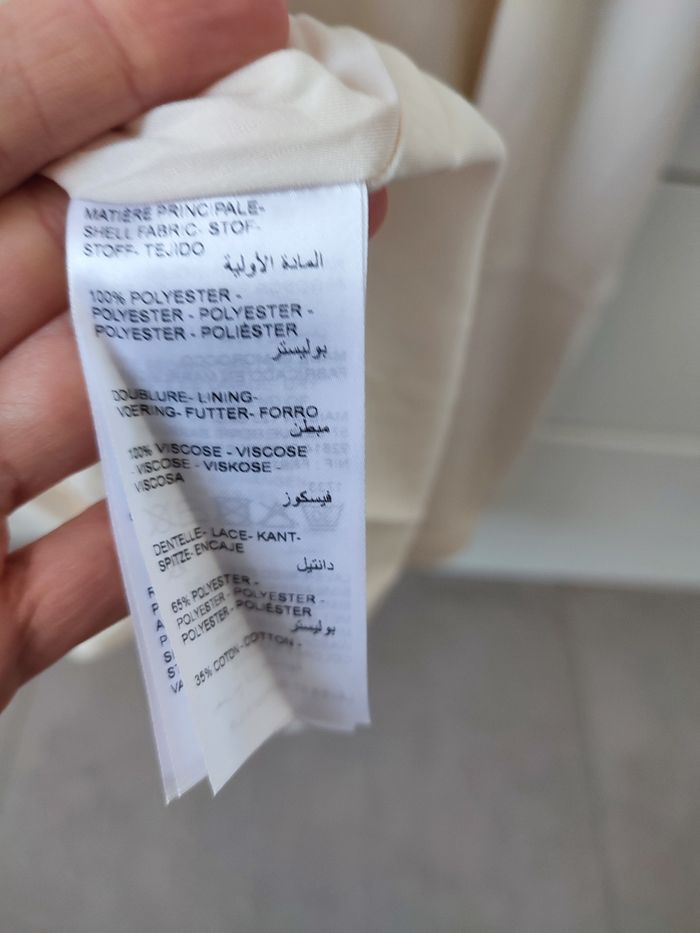 MATIÈRE PRINCIPALE-
SHELL FABRIC- STOF-
STOFF- TEJIDO
المادة الأولية
100% POLYESTER -
POLYESTER - POLYESTER -
POLYESTER - POLIÉSTER
بوليستر
DOUBLURE- LINING-
VOERING- FUTTER- FORRO
مبطن
100% VISCOSE - VISCOSE
- VISCOSE - VISKOSE -
VISCOSA
فيسكوز
DENTELLE- LACE- KANT-
SPITZE- ENCAJE
دانتيل
65% POLYESTER -
POLYESTER - POLYESTER -
POLYESTER - POLIÉSTER
بوليستر
35% COTON - COTTON -